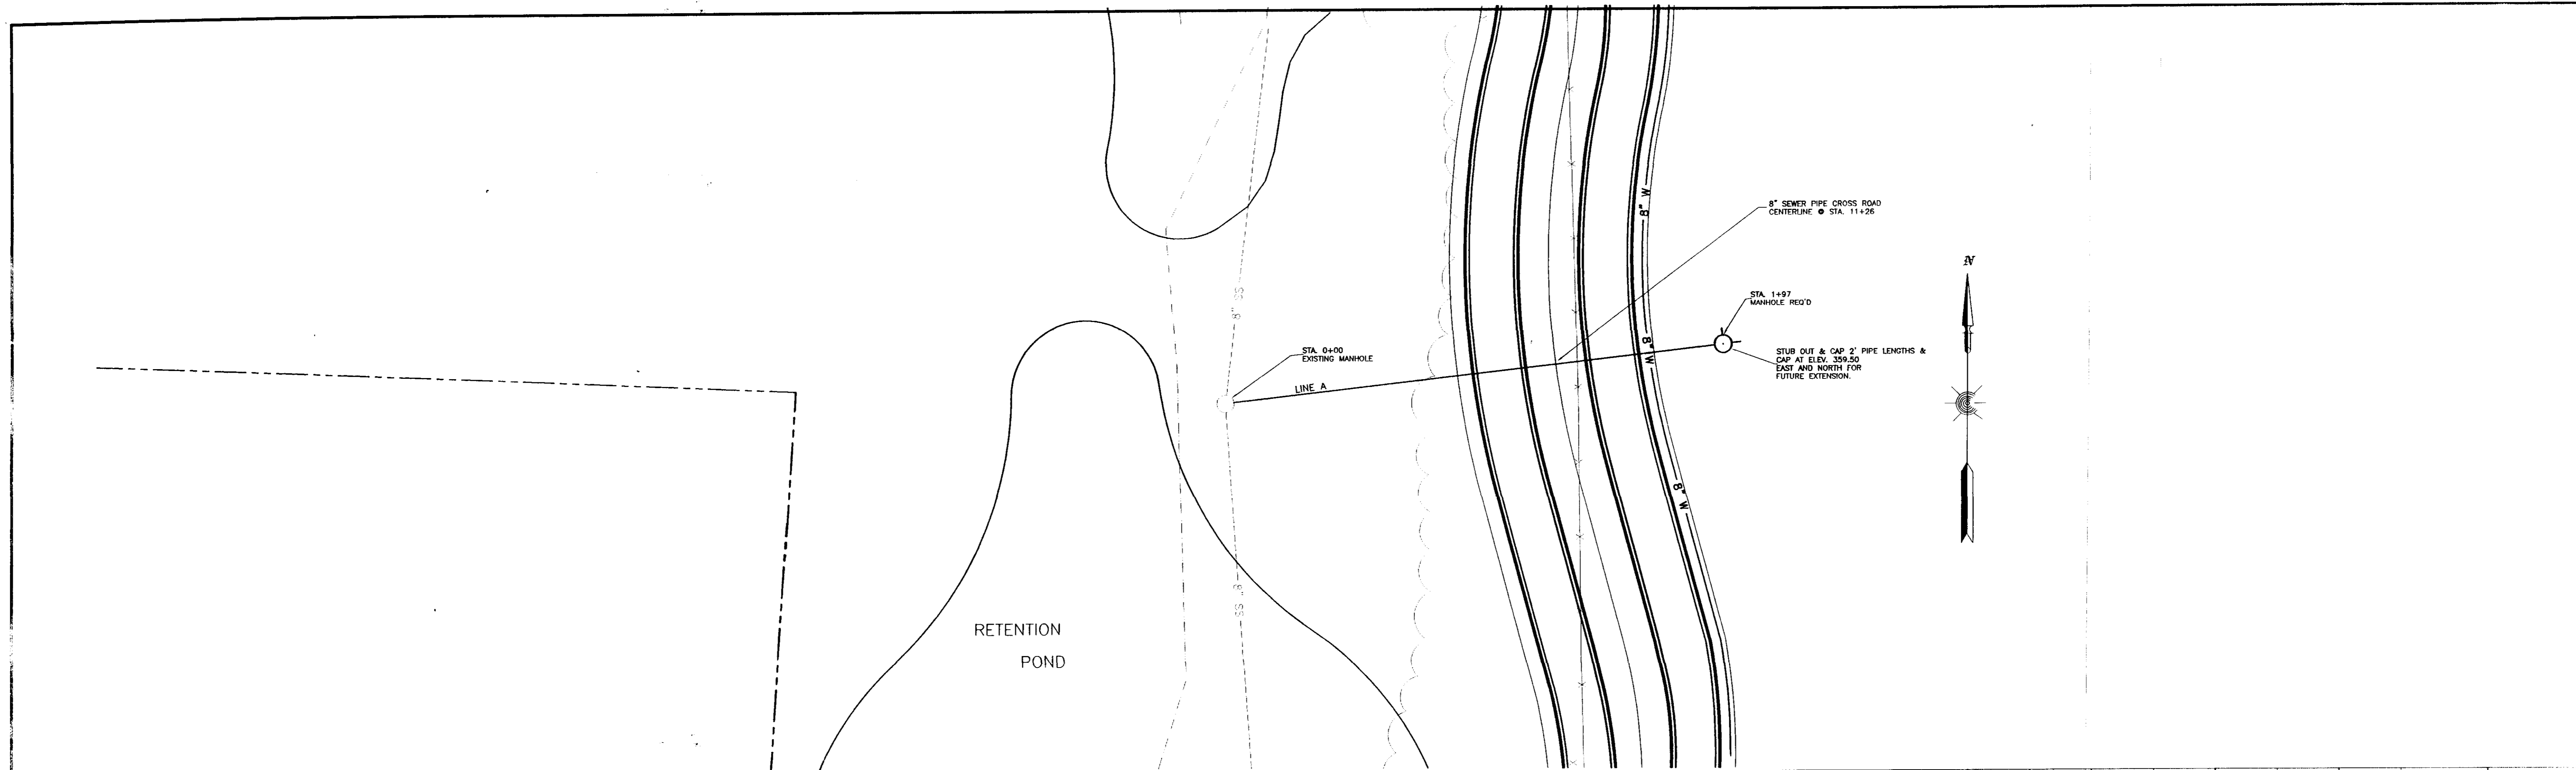 8" W
8" SEWER PIPE CROSS ROAD
CENTERLINE @ STA. 11+26
N
8" SS
STA. 1+97
MANHOLE REQ'D
8" W
STA. 0+00
EXISTING MANHOLE
STUB OUT & CAP 2' PIPE LENGTHS &
CAP AT ELEV. 359.50
EAST AND NORTH FOR
FUTURE EXTENSION.
LINE A
8" W
8" SS
RETENTION
POND